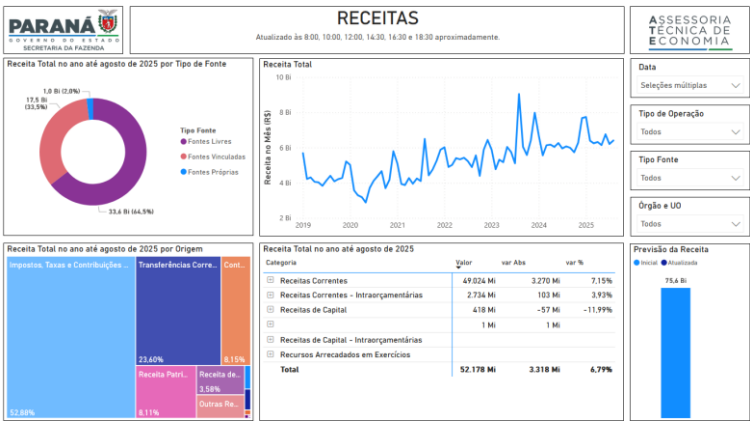 PARANÁ
GOVERNO DO ESTADO
SECRETARIA DA FAZENDA
RECEITAS
Atualizado às 8:00, 10:00, 12:00, 14:30, 16:30 e 18:30 aproximadamente.
ASSESSORIA
TÉCNICA DE
ECONOMIA
Receita Total no ano até agosto de 2025 por Tipo de Fonte
1,0 Bi (2,0%)
17,5 Bi
(33,5%)
33,6 Bi (64,5%)
Tipo Fonte
Fontes Livres
Fontes Vinculadas
Fontes Próprias
Receita Total
Receita no Mês (R$)
10 Bi
8 Bi
6 Bi
4 Bi
2 Bi
2019 2020 2021 2022 2023 2024 2025
Data
Seleções múltiplas
Tipo de Operação
Todos
Tipo Fonte
Todos
Órgão e UO
Todos
Receita Total no ano até agosto de 2025 por Origem
Impostos, Taxas e Contribuições ...
52,88%
Transferências Corre...
23,60%
Cont...
8,15%
Receita Patri...
8,11%
Receita de...
3,58%
Outras Re...
Receita Total no ano até agosto de 2025
Categoria Valor var Abs var %
Receitas Correntes 49.024 Mi 3.270 Mi 7,15%
Receitas Correntes - Intraorçamentárias 2.734 Mi 103 Mi 3,93%
Receitas de Capital 418 Mi -57 Mi -11,99%
1 Mi 1 Mi
Receitas de Capital - Intraorçamentárias
Recursos Arrecadados em Exercícios
Total 52.178 Mi 3.318 Mi 6,79%
Previsão da Receita
Inicial Atualizada
75,6 Bi